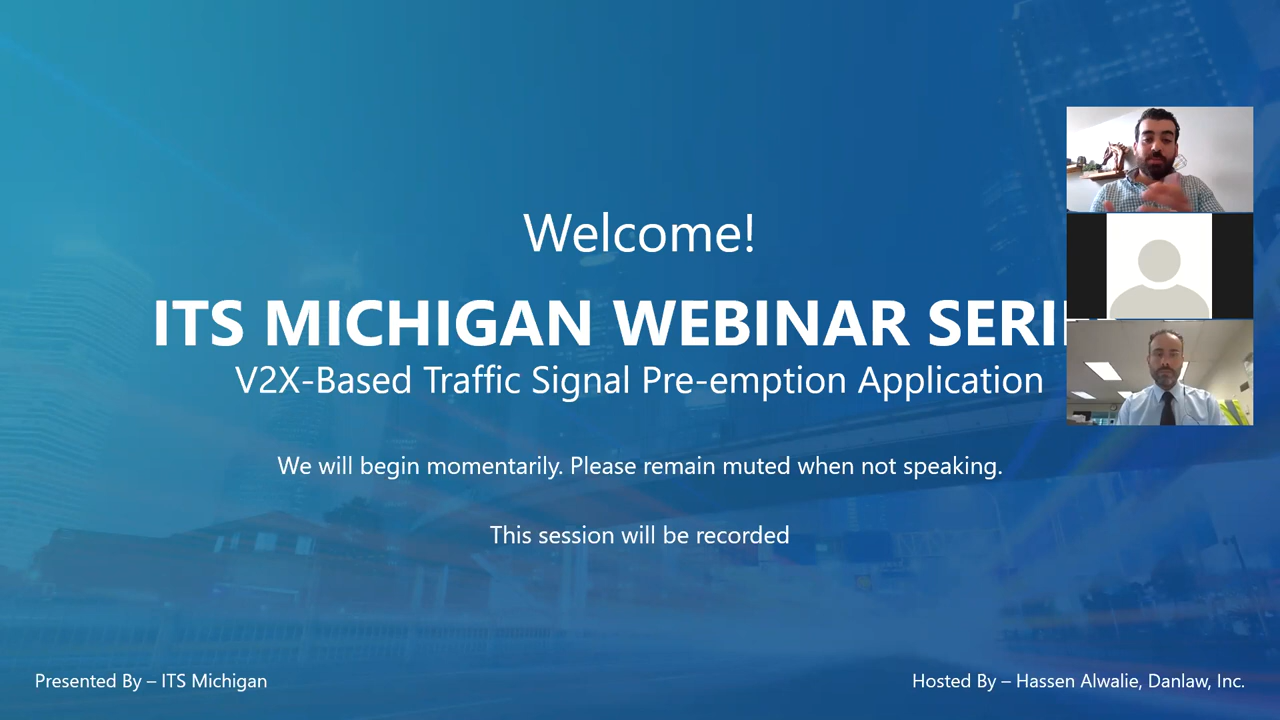 Welcome!
ITS MICHIGAN WEBINAR SERI
V2X-Based Traffic Signal Pre-emption Application
We will begin momentarily. Please remain muted when not speaking.
This session will be recorded
Presented By – ITS Michigan
Hosted By – Hassen Alwalie, Danlaw, Inc.